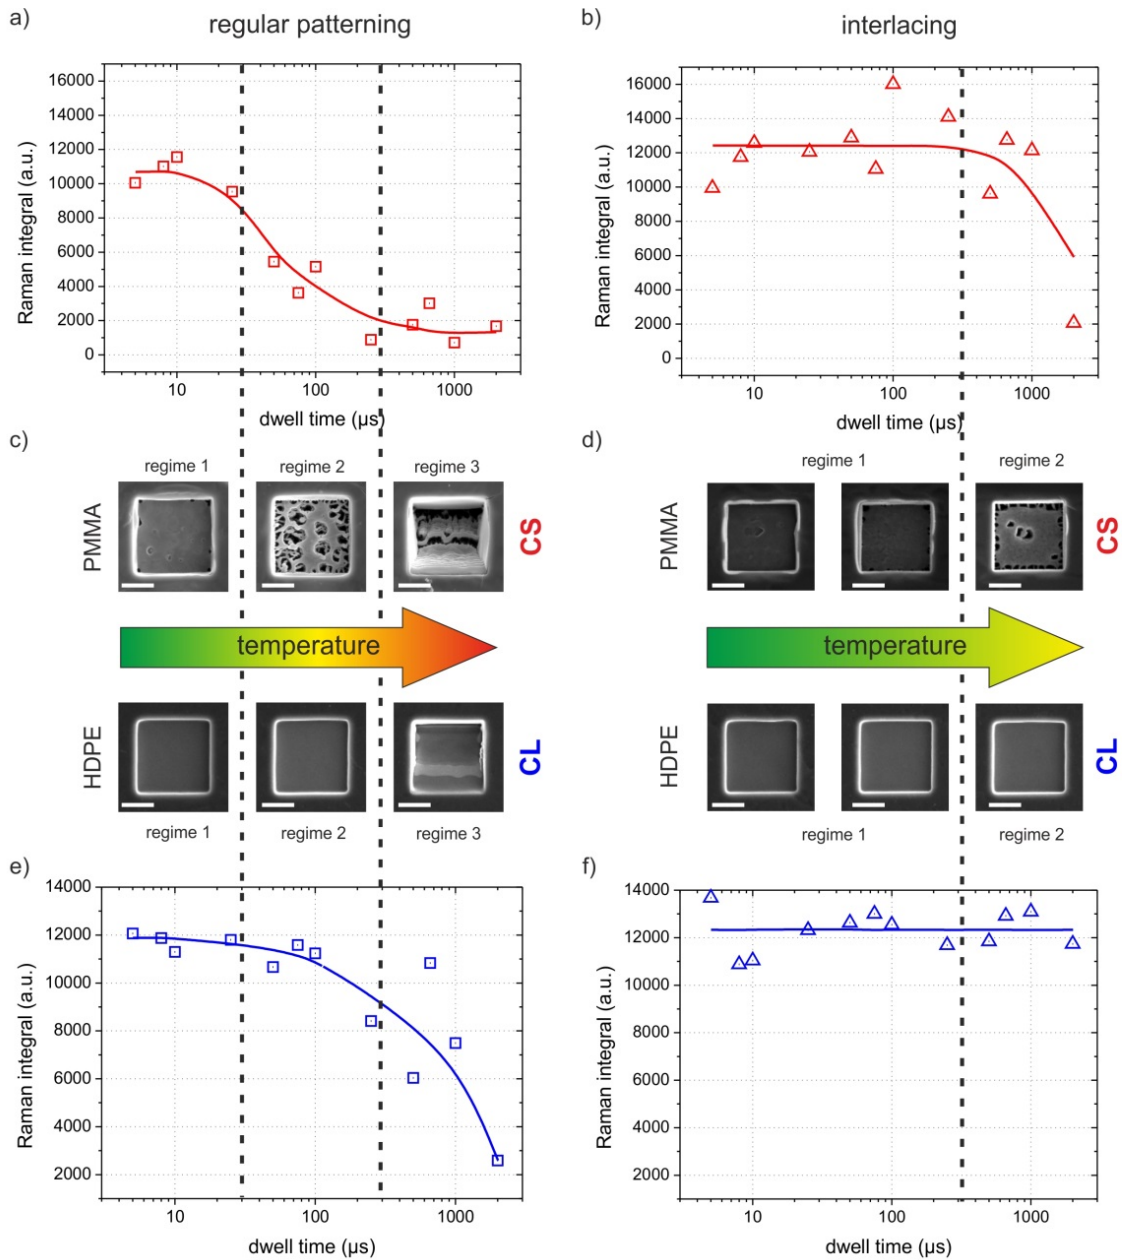 a)
regular patterning
b)
interlacing
16000
14000
12000
10000
8000
6000
4000
2000
0
Raman integral (a.u.)
10
100
1000
dwell time (µs)
16000
14000
12000
10000
8000
6000
4000
2000
0
Raman integral (a.u.)
10
100
1000
dwell time (µs)
c)
regime 1
regime 2
regime 3
PMMA
CS
temperature
HDPE
CL
regime 1
regime 2
regime 3
d)
regime 1
regime 2
PMMA
CS
temperature
HDPE
CL
regime 1
regime 2
e)
14000
12000
10000
8000
6000
4000
2000
Raman integral (a.u.)
10
100
1000
dwell time (µs)
f)
14000
12000
10000
8000
6000
4000
2000
Raman integral (a.u.)
10
100
1000
dwell time (µs)